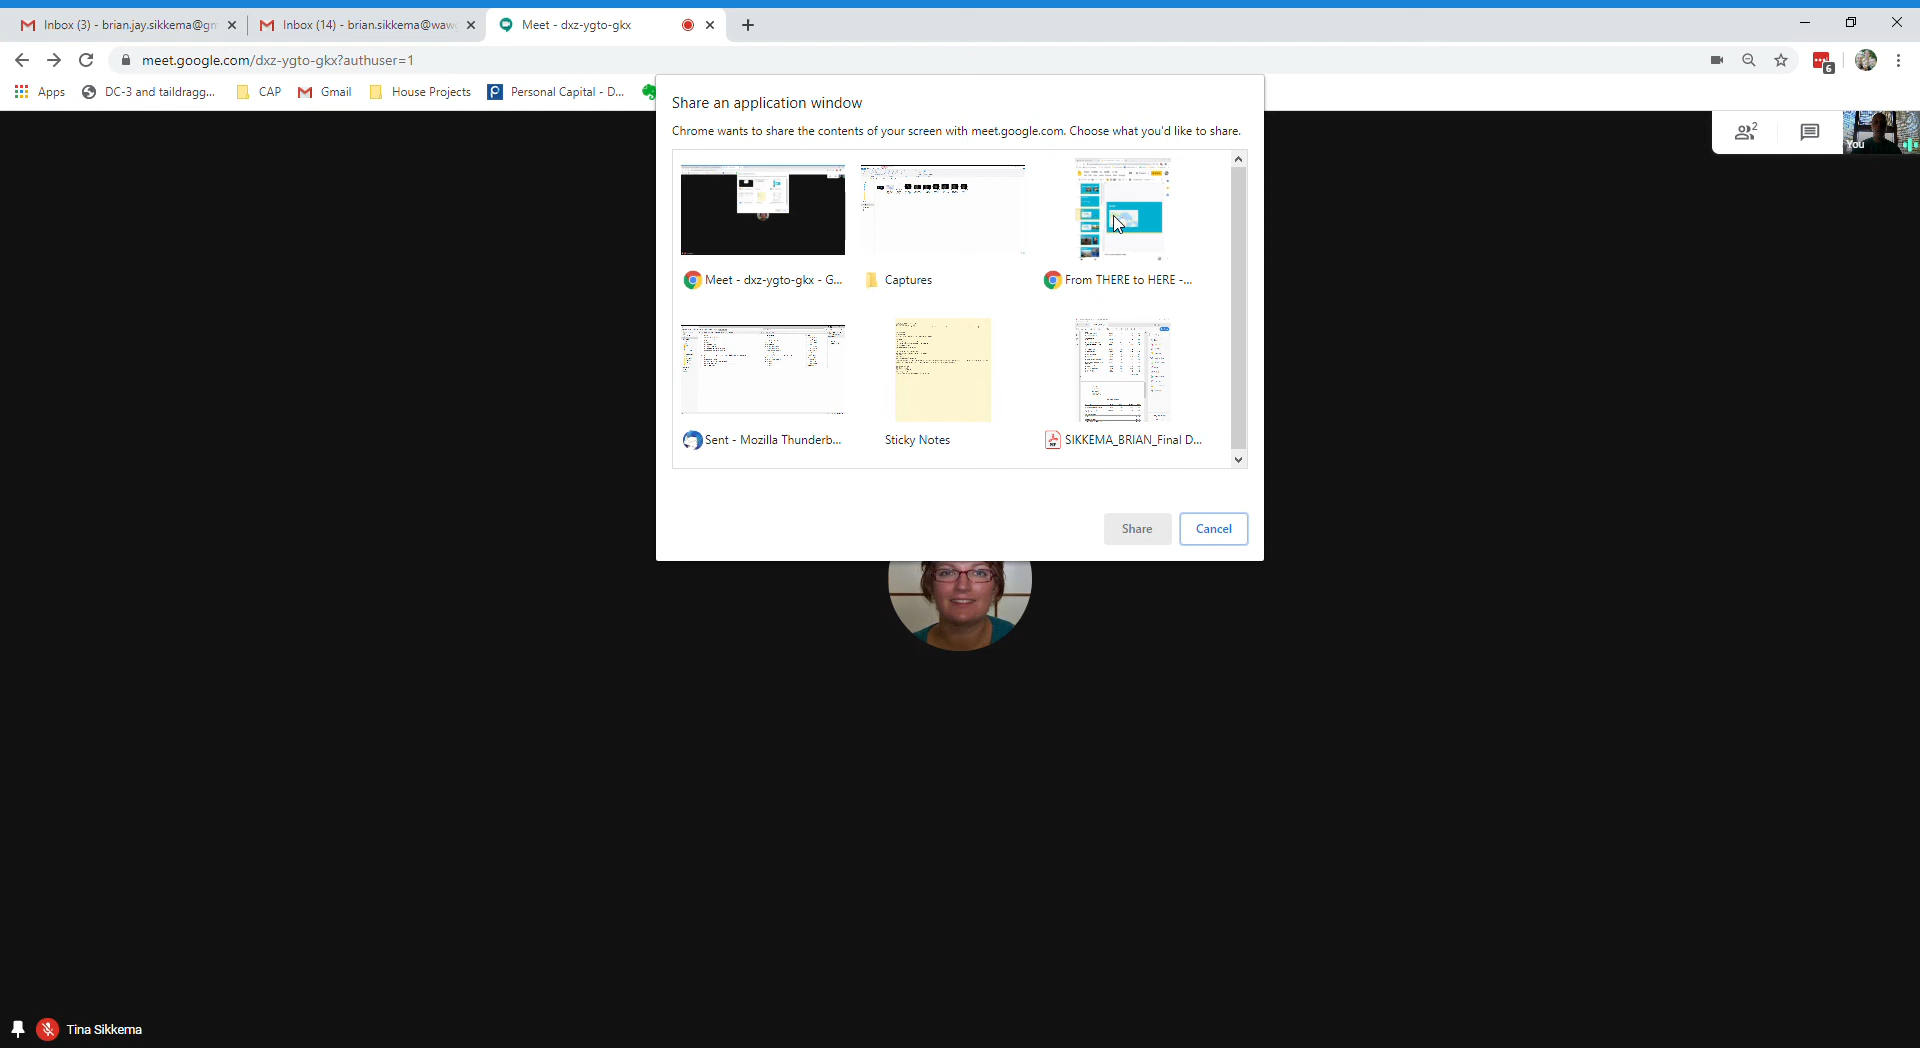 Inbox (3) - brian.jay.sikkema@gm
Inbox (14) - brian.sikkema@waw
Meet - dxz-ygto-gkx
meet.google.com/dxz-ygto-gkx?authuser=1
6
Apps
DC-3 and taildragg...
CAP
Gmail
House Projects
Personal Capital - D...
Share an application window
Chrome wants to share the contents of your screen with meet.google.com. Choose what you'd like to share.
2
You
Meet - dxz-ygto-gkx - G...
Captures
From THERE to HERE -...
Sent - Mozilla Thunderb...
Sticky Notes
SIKKEMA_BRIAN_Final D...
Share
Cancel
Tina Sikkema